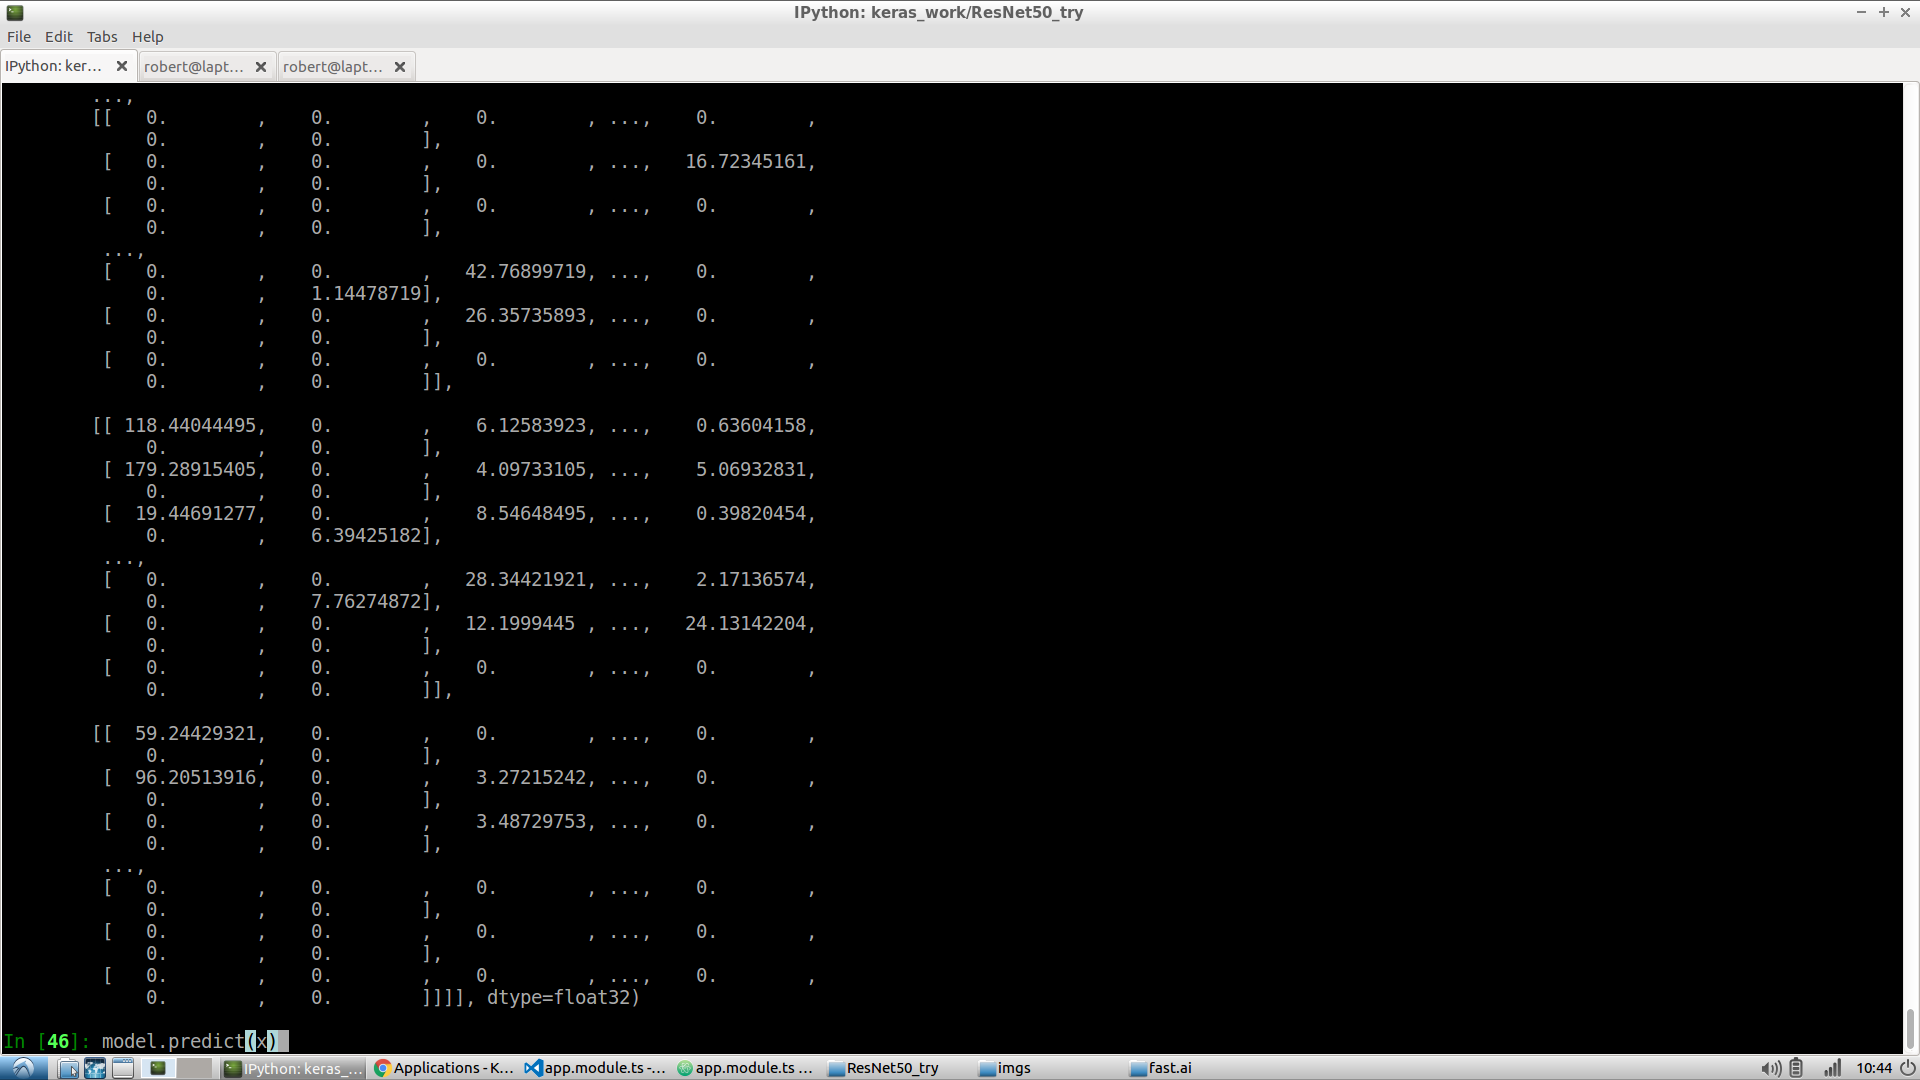 IPython: keras_work/ResNet50_try
File Edit Tabs Help
IPython: ker... robert@lapt... robert@lapt...
...,
[[ 0. , 0. , 0. , ..., 0. ,
0. , 0. ],
[ 0. , 0. , 0. , ..., 16.72345161,
0. , 0. ],
[ 0. , 0. , 0. , ..., 0. ,
0. , 0. ],
...,
[ 0. , 0. , 42.76899719, ..., 0. ,
0. , 1.14478719],
[ 0. , 0. , 26.35735893, ..., 0. ,
0. , 0. ],
[ 0. , 0. , 0. , ..., 0. ,
0. , 0. ]],
[[ 118.44044495, 0. , 6.12583923, ..., 0.63604158,
0. , 0. ],
[ 179.28915405, 0. , 4.09733105, ..., 5.06932831,
0. , 0. ],
[ 19.44691277, 0. , 8.54648495, ..., 0.39820454,
0. , 6.39425182],
...,
[ 0. , 0. , 28.34421921, ..., 2.17136574,
0. , 7.76274872],
[ 0. , 0. , 12.1999445 , ..., 24.13142204,
0. , 0. ],
[ 0. , 0. , 0. , ..., 0. ,
0. , 0. ]],
[[ 59.24429321, 0. , 0. , ..., 0. ,
0. , 0. ],
[ 96.20513916, 0. , 3.27215242, ..., 0. ,
0. , 0. ],
[ 0. , 0. , 3.48729753, ..., 0. ,
0. , 0. ],
...,
[ 0. , 0. , 0. , ..., 0. ,
0. , 0. ],
[ 0. , 0. , 0. , ..., 0. ,
0. , 0. ],
[ 0. , 0. , 0. , ..., 0. ,
0. , 0. ]]]], dtype=float32)
In [46]: model.predict(x)
IPython: keras_... Applications - K... app.module.ts -... app.module.ts ... ResNet50_try imgs fast.ai 10:44